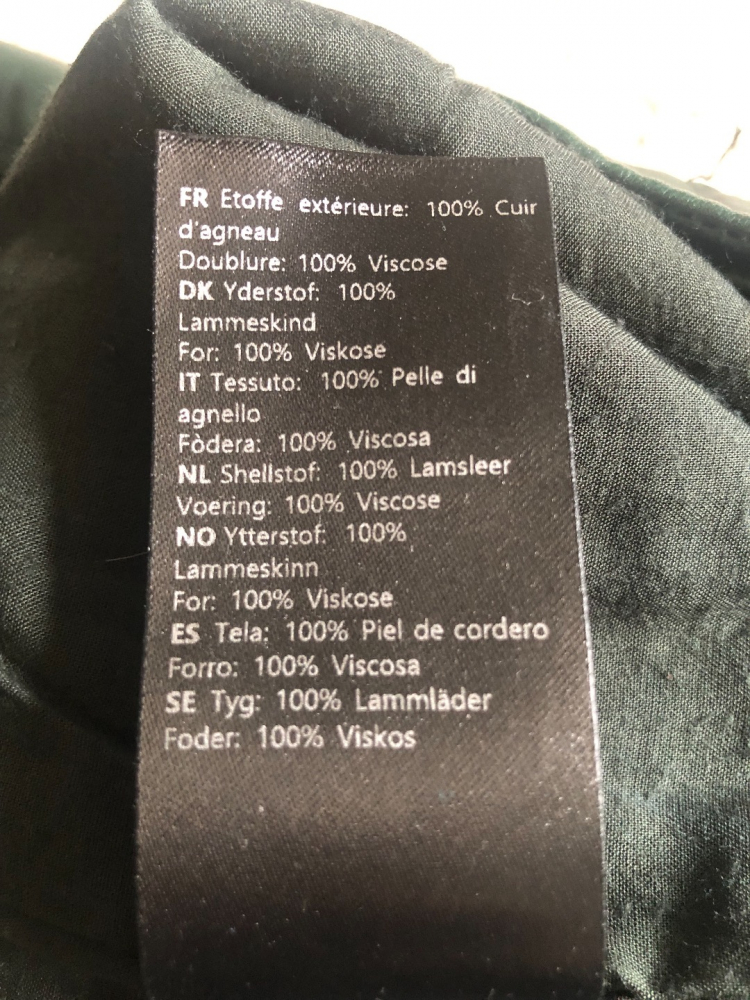 FR Etoffe extérieure: 100% Cuir
d'agneau
Doublure: 100% Viscose
DK Yderstof: 100%
Lammeskind
For: 100% Viskose
IT Tessuto: 100% Pelle di
agnello
Fòdera: 100% Viscosa
NL Shellstof: 100% Lamsleer
Voering: 100% Viscose
NO Ytterstof: 100%
Lammeskinn
For: 100% Viskose
ES Tela: 100% Piel de cordero
Forro: 100% Viscosa
SE Tyg: 100% Lammläder
Foder: 100% Viskos